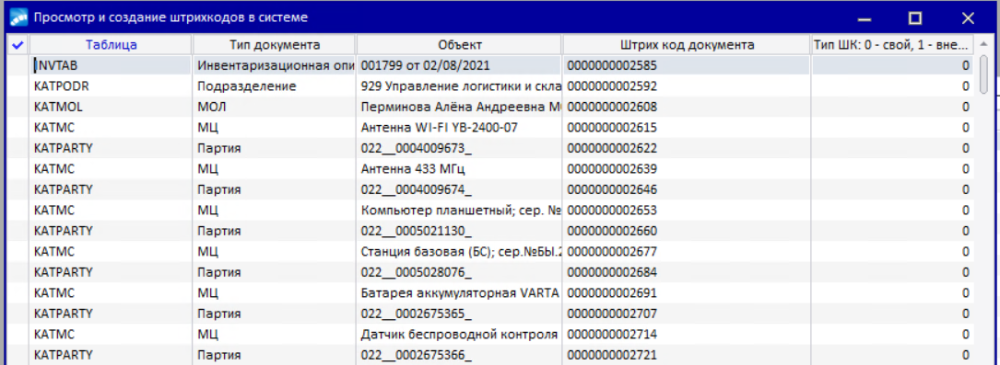 Просмотр и создание штрихкодов в системе
Таблица Тип документа Объект Штрих код документа Тип ШК: 0 - свой, 1 - вне...
INVTAB Инвентаризационная опи 001799 от 02/08/2021 0000000002585 0
KATPODR Подразделение 929 Управление логистики и скла 0000000002592 0
KATMOL МОЛ Перминова Алёна Андреевна М 0000000002608 0
KATMC МЦ Антенна WI-FI YB-2400-07 0000000002615 0
KATPARTY Партия 022__0004009673_ 0000000002622 0
KATMC МЦ Антенна 433 МГц 0000000002639 0
KATPARTY Партия 022__0004009674_ 0000000002646 0
KATMC МЦ Компьютер планшетный; сер. № 0000000002653 0
KATPARTY Партия 022__0005021130_ 0000000002660 0
KATMC МЦ Станция базовая (БС); сер.№БЫ.2 0000000002677 0
KATPARTY Партия 022__0005028076_ 0000000002684 0
KATMC МЦ Батарея аккумуляторная VARTA 0000000002691 0
KATPARTY Партия 022__0002675365_ 0000000002707 0
KATMC МЦ Датчик беспроводной контроля 0000000002714 0
KATPARTY Партия 022__0002675366_ 0000000002721 0